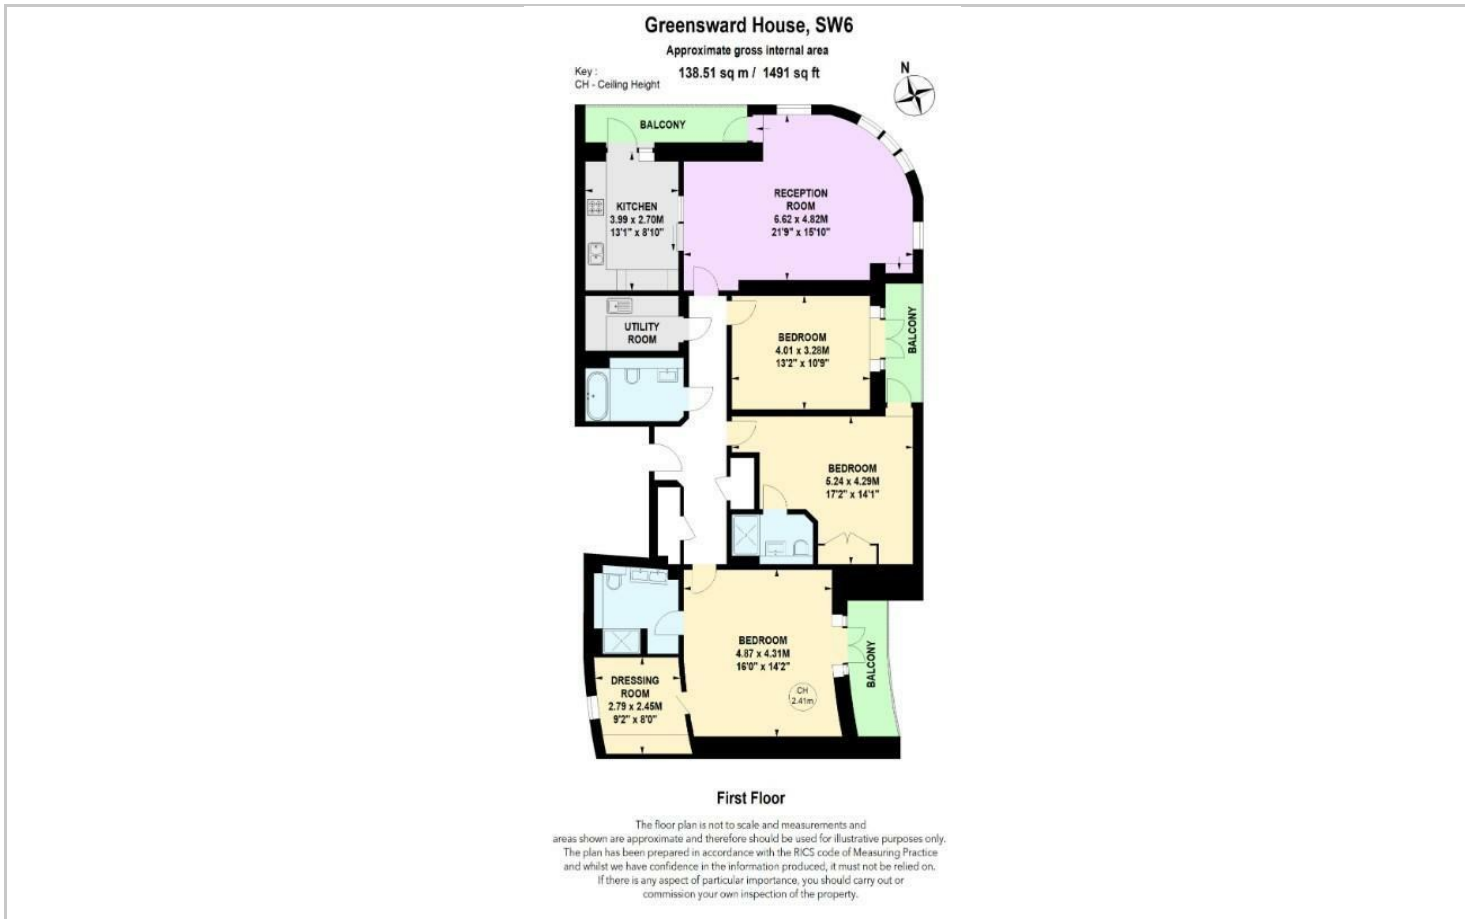 Greensward House, SW6
Approximate gross internal area
138.51 sq m / 1491 sq ft
Key :
CH - Ceiling Height
N
BALCONY
RECEPTION
ROOM
6.62 x 4.82M
21'9" x 15'10"
KITCHEN
3.99 x 2.70M
13'1" x 8'10"
UTILITY
ROOM
BEDROOM
4.01 x 3.28M
13'2" x 10'9"
BALCONY
BEDROOM
5.24 x 4.29M
17'2" x 14'1"
BEDROOM
4.87 x 4.31M
16'0" x 14'2"
CH
2.41m
BALCONY
DRESSING
ROOM
2.79 x 2.45M
9'2" x 8'0"
First Floor
The floor plan is not to scale and measurements and
areas shown are approximate and therefore should be used for illustrative purposes only.
The plan has been prepared in accordance with the RICS code of Measuring Practice
and whilst we have confidence in the information produced, it must not be relied on.
If there is any aspect of particular importance, you should carry out or
commission your own inspection of the property.